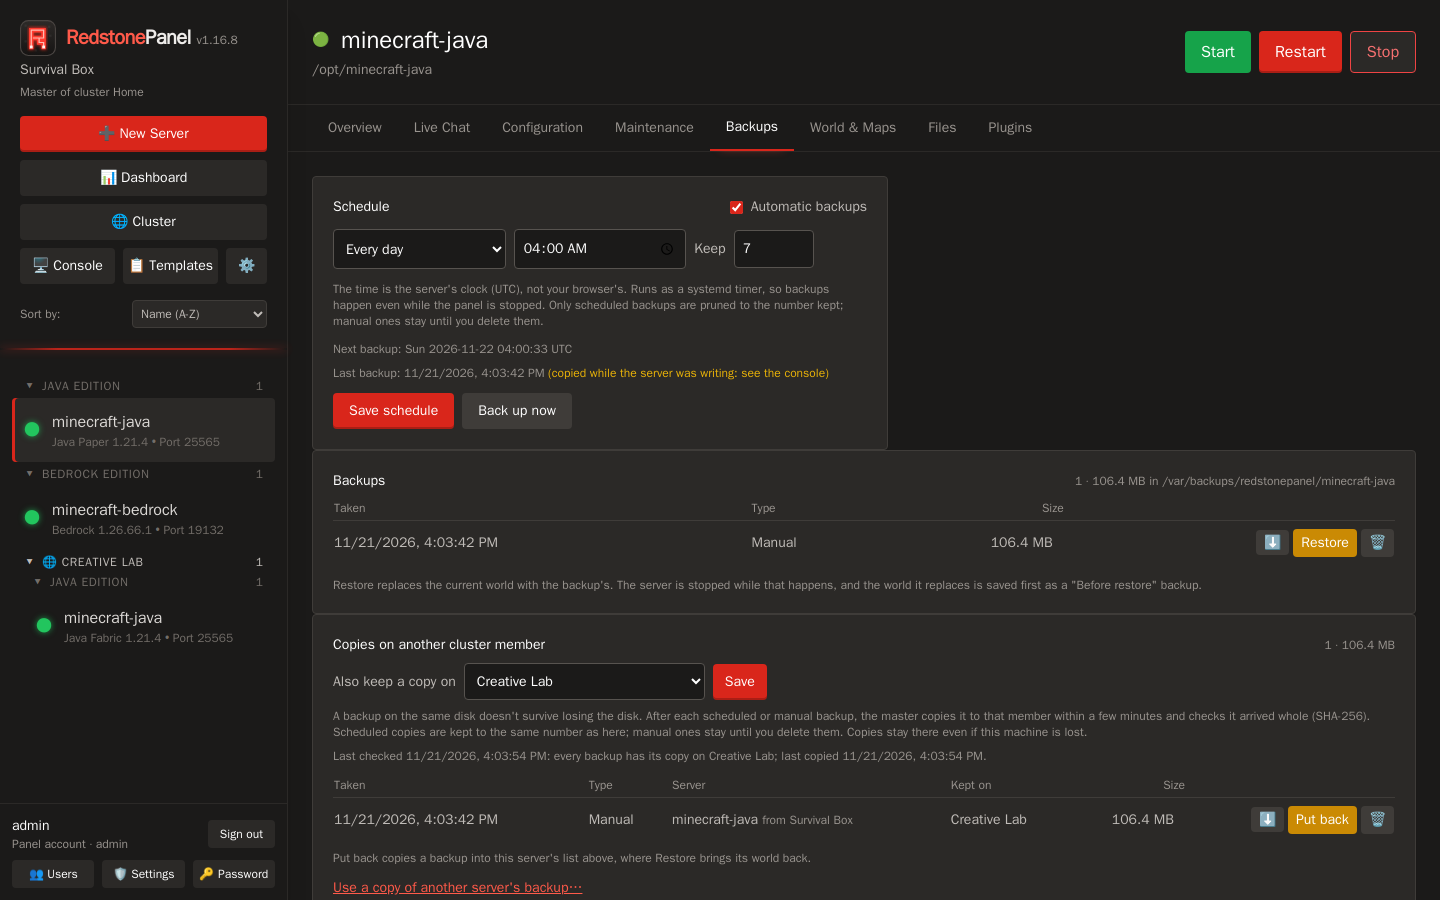 RedstonePanel v1.16.8
Survival Box
Master of cluster Home
➕ New Server
📊 Dashboard
🌐 Cluster
🖥️ Console
📋 Templates
⚙️
Sort by:
Name (A-Z)
▼ JAVA EDITION 1
minecraft-java
Java Paper 1.21.4 • Port 25565
▼ BEDROCK EDITION 1
minecraft-bedrock
Bedrock 1.26.66.1 • Port 19132
▼ 🌐 CREATIVE LAB 1
▼ JAVA EDITION 1
minecraft-java
Java Fabric 1.21.4 • Port 25565
admin
Panel account · admin
Sign out
👥 Users
🛡️ Settings
🔑 Password
minecraft-java
/opt/minecraft-java
Start
Restart
Stop
Overview
Live Chat
Configuration
Maintenance
Backups
World & Maps
Files
Plugins
Schedule
Automatic backups
Every day
04:00 AM
Keep
7
The time is the server's clock (UTC), not your browser's. Runs as a systemd timer, so backups
happen even while the panel is stopped. Only scheduled backups are pruned to the number kept;
manual ones stay until you delete them.
Next backup: Sun 2026-11-22 04:00:33 UTC
Last backup: 11/21/2026, 4:03:42 PM (copied while the server was writing: see the console)
Save schedule
Back up now
Backups
1 · 106.4 MB in /var/backups/redstonepanel/minecraft-java
Taken Type Size
11/21/2026, 4:03:42 PM Manual 106.4 MB ⬇️ Restore 🗑️
Restore replaces the current world with the backup's. The server is stopped while that happens, and the world it replaces is saved first as a "Before restore" backup.
Copies on another cluster member
1 · 106.4 MB
Also keep a copy on
Creative Lab
Save
A backup on the same disk doesn't survive losing the disk. After each scheduled or manual backup, the master copies it to that member within a few minutes and checks it arrived whole (SHA-256).
Scheduled copies are kept to the same number as here; manual ones stay until you delete them. Copies stay there even if this machine is lost.
Last checked 11/21/2026, 4:03:54 PM: every backup has its copy on Creative Lab; last copied 11/21/2026, 4:03:54 PM.
Taken Type Server Kept on Size
11/21/2026, 4:03:42 PM Manual minecraft-java from Survival Box Creative Lab 106.4 MB ⬇️ Put back 🗑️
Put back copies a backup into this server's list above, where Restore brings its world back.
Use a copy of another server's backup…